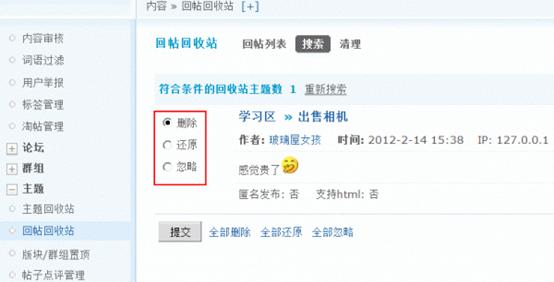 内容 » 回帖回收站 [+]
内容审核
词语过滤
用户举报
标签管理
淘帖管理
论坛
群组
主题
主题回收站
回帖回收站
版块/群组置顶
帖子点评管理
回帖回收站 回帖列表 搜索 清理
符合条件的回收站主题数 1 重新搜索
删除
还原
忽略
学习区 » 出售相机
作者: 玻璃屋女孩 时间: 2012-2-14 15:38 IP: 127.0.0.1
感觉贵了
匿名发布: 否 支持html: 否
提交 全部删除 全部还原 全部忽略